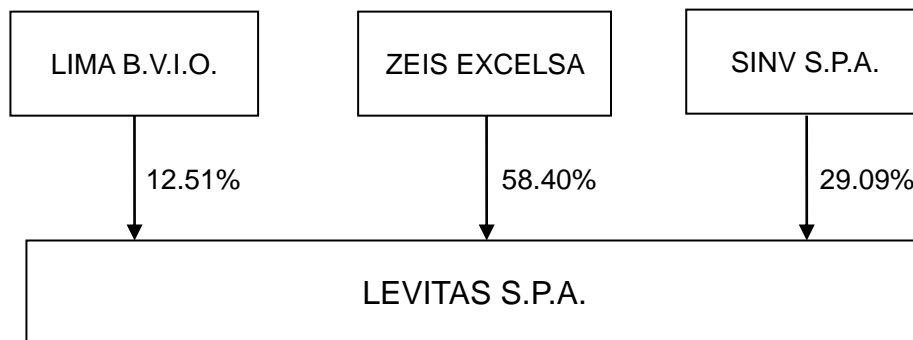 LIMA B.V.I.O.
ZEIS EXCELSA
SINV S.P.A.
12.51%
58.40%
29.09%
LEVITAS S.P.A.